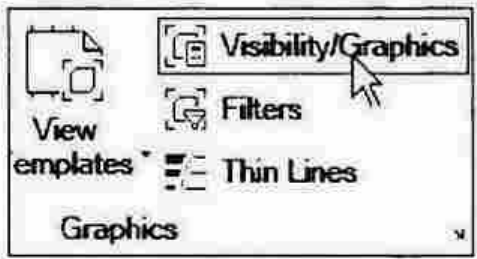 Visibility/Graphics
View
emplates
Filters
Thin Lines
Graphics